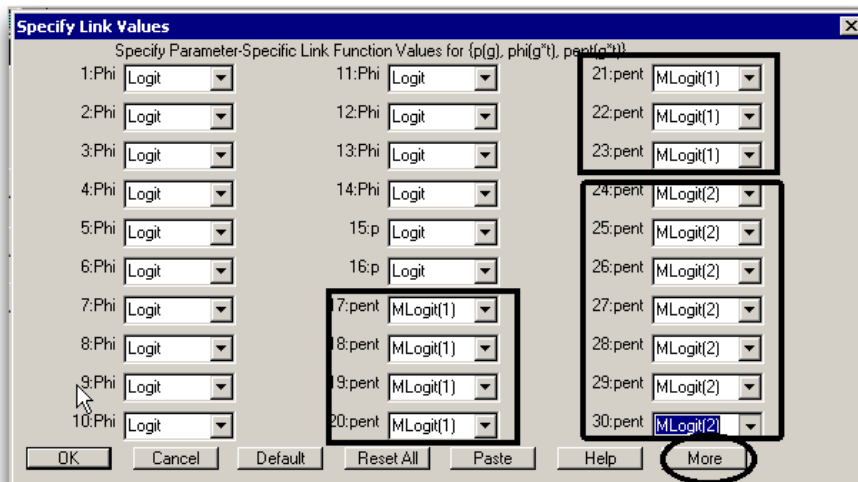 Specify Link Values
Specify Parameter-Specific Link Function Values for {p(g), phi(g*t), pent(g*t)}
1:Phi Logit 11:Phi Logit 21:pent MLogit(1)
2:Phi Logit 12:Phi Logit 22:pent MLogit(1)
3:Phi Logit 13:Phi Logit 23:pent MLogit(1)
4:Phi Logit 14:Phi Logit 24:pent MLogit(2)
5:Phi Logit 15:p Logit 25:pent MLogit(2)
6:Phi Logit 16:p Logit 26:pent MLogit(2)
7:Phi Logit 17:pent MLogit(1) 27:pent MLogit(2)
8:Phi Logit 18:pent MLogit(1) 28:pent MLogit(2)
9:Phi Logit 19:pent MLogit(1) 29:pent MLogit(2)
10:Phi Logit 20:pent MLogit(1) 30:pent MLogit(2)
OK Cancel Default Reset All Paste Help More